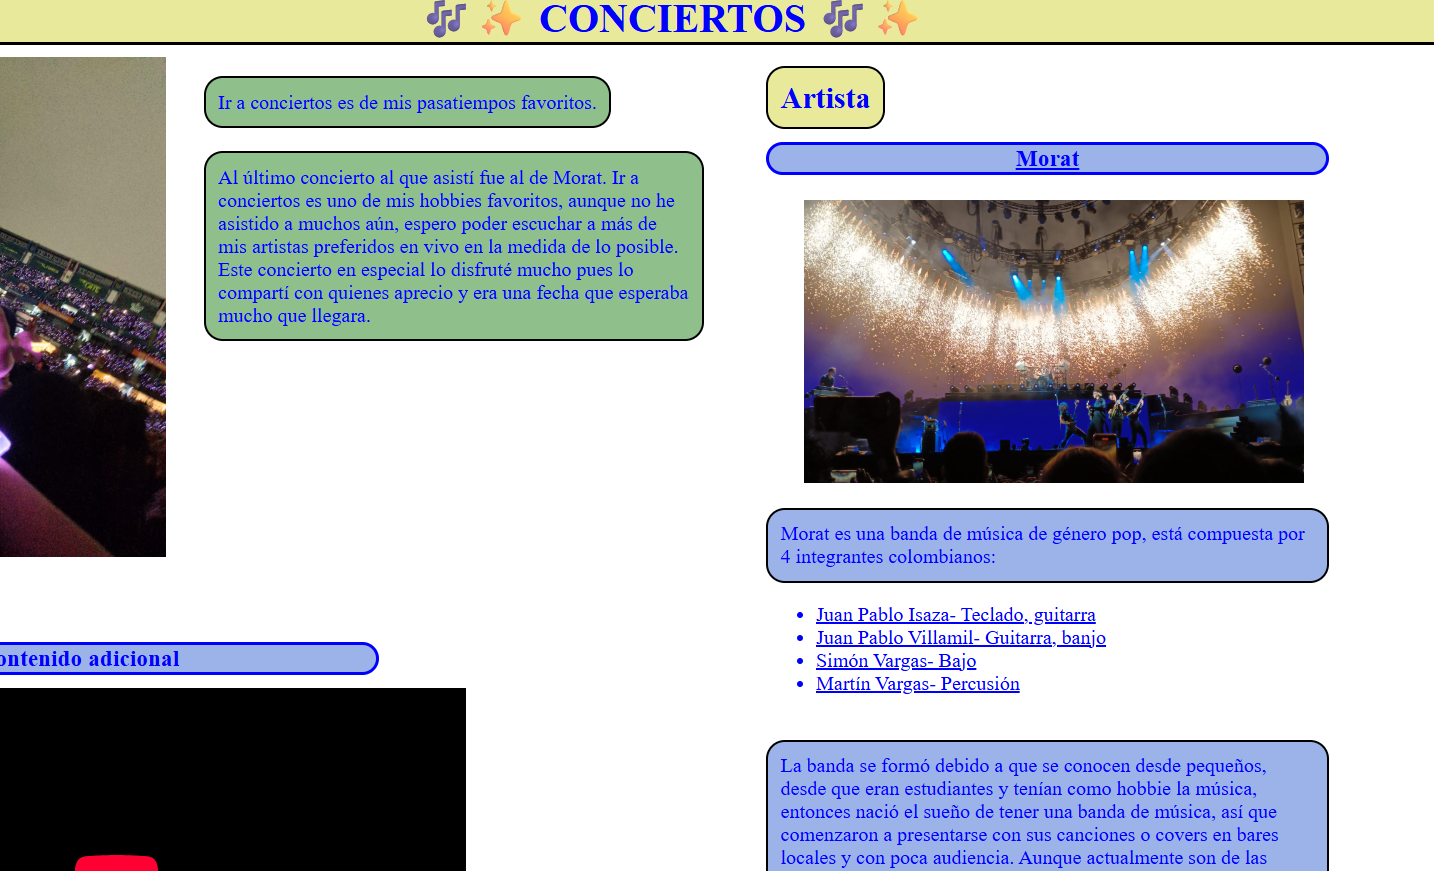 🎶 ✨ CONCIERTOS 🎶 ✨
Ir a conciertos es de mis pasatiempos favoritos.
Al último concierto al que asistí fue al de Morat. Ir a
conciertos es uno de mis hobbies favoritos, aunque no he
asistido a muchos aún, espero poder escuchar a más de
mis artistas preferidos en vivo en la medida de lo posible.
Este concierto en especial lo disfruté mucho pues lo
compartí con quienes aprecio y era una fecha que esperaba
mucho que llegara.
ontenido adicional
Artista
Morat
Morat es una banda de música de género pop, está compuesta por
4 integrantes colombianos:
• Juan Pablo Isaza- Teclado, guitarra
• Juan Pablo Villamil- Guitarra, banjo
• Simón Vargas- Bajo
• Martín Vargas- Percusión
La banda se formó debido a que se conocen desde pequeños,
desde que eran estudiantes y tenían como hobbie la música,
entonces nació el sueño de tener una banda de música, así que
comenzaron a presentarse con sus canciones o covers en bares
locales y con poca audiencia. Aunque actualmente son de las